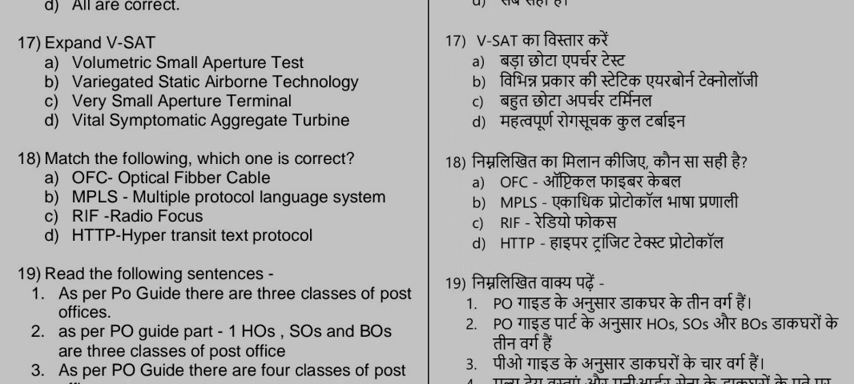 d) All are correct.
17) Expand V-SAT
a) Volumetric Small Aperture Test
b) Variegated Static Airborne Technology
c) Very Small Aperture Terminal
d) Vital Symptomatic Aggregate Turbine
18) Match the following, which one is correct?
a) OFC- Optical Fibber Cable
b) MPLS - Multiple protocol language system
c) RIF -Radio Focus
d) HTTP-Hyper transit text protocol
19) Read the following sentences -
1. As per Po Guide there are three classes of post
offices.
2. as per PO guide part - 1 HOs , SOs and BOs
are three classes of post office
3. As per PO Guide there are four classes of post
d) सब सही है।
17) V-SAT का विस्तार करें
a) बड़ा छोटा एपर्चर टेस्ट
b) विभिन्न प्रकार की स्टेटिक एयरबोर्न टेक्नोलॉजी
c) बहुत छोटा अपर्चर टर्मिनल
d) महत्वपूर्ण रोगसूचक कुल टर्बाइन
18) निम्नलिखित का मिलान कीजिए, कौन सा सही है?
a) OFC - ऑप्टिकल फाइबर केबल
b) MPLS - एकाधिक प्रोटोकॉल भाषा प्रणाली
c) RIF - रेडियो फोकस
d) HTTP - हाइपर ट्रांजिट टेक्स्ट प्रोटोकॉल
19) निम्नलिखित वाक्य पढ़ें -
1. PO गाइड के अनुसार डाकघर के तीन वर्ग हैं।
2. PO गाइड पार्ट के अनुसार HOs, SOs और BOs डाकघरों के
तीन वर्ग हैं
3. पीओ गाइड के अनुसार डाकघरों के चार वर्ग हैं।